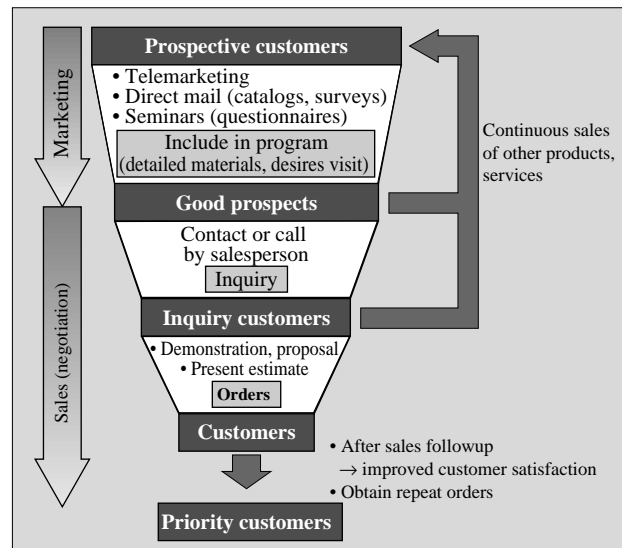 Prospective customers
• Telemarketing
• Direct mail (catalogs, surveys)
• Seminars (questionnaires)
Include in program
(detailed materials, desires visit)
Marketing
Continuous sales
of other products,
services
Good prospects
Contact or call
by salesperson
Inquiry
Inquiry customers
• Demonstration, proposal
• Present estimate
Orders
Sales (negotiation)
Customers
• After sales followup
→ improved customer satisfaction
• Obtain repeat orders
Priority customers